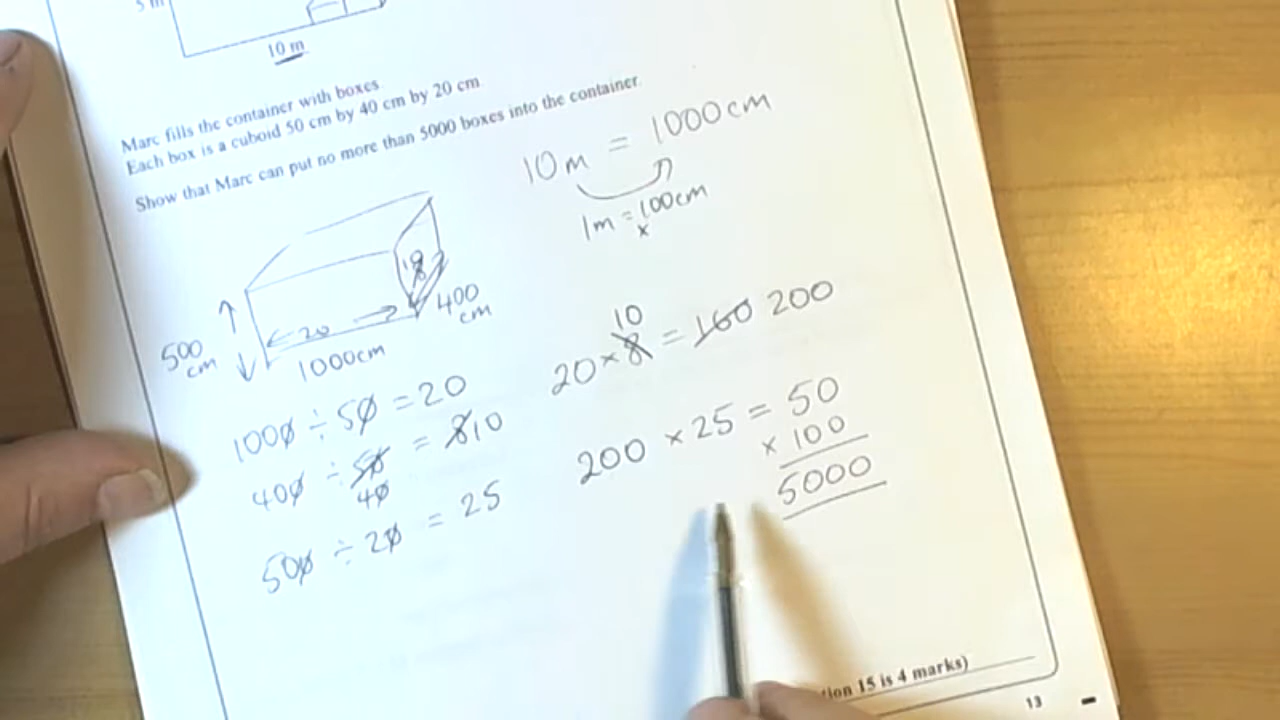 5 m
10 m
Marc fills the container with boxes.
Each box is a cuboid 50 cm by 40 cm by 20 cm.
Show that Marc can put no more than 5000 boxes into the container.
10m = 1000cm
1m = 100cm
x
500
cm
20
1000cm
400
cm
1000 ÷ 50 = 20
400 ÷ 50 = 8 10
40
500 ÷ 20 = 25
10
20 × 8 = 160 200
200 × 25 = 50
× 100
5000
tion 15 is 4 marks)
13